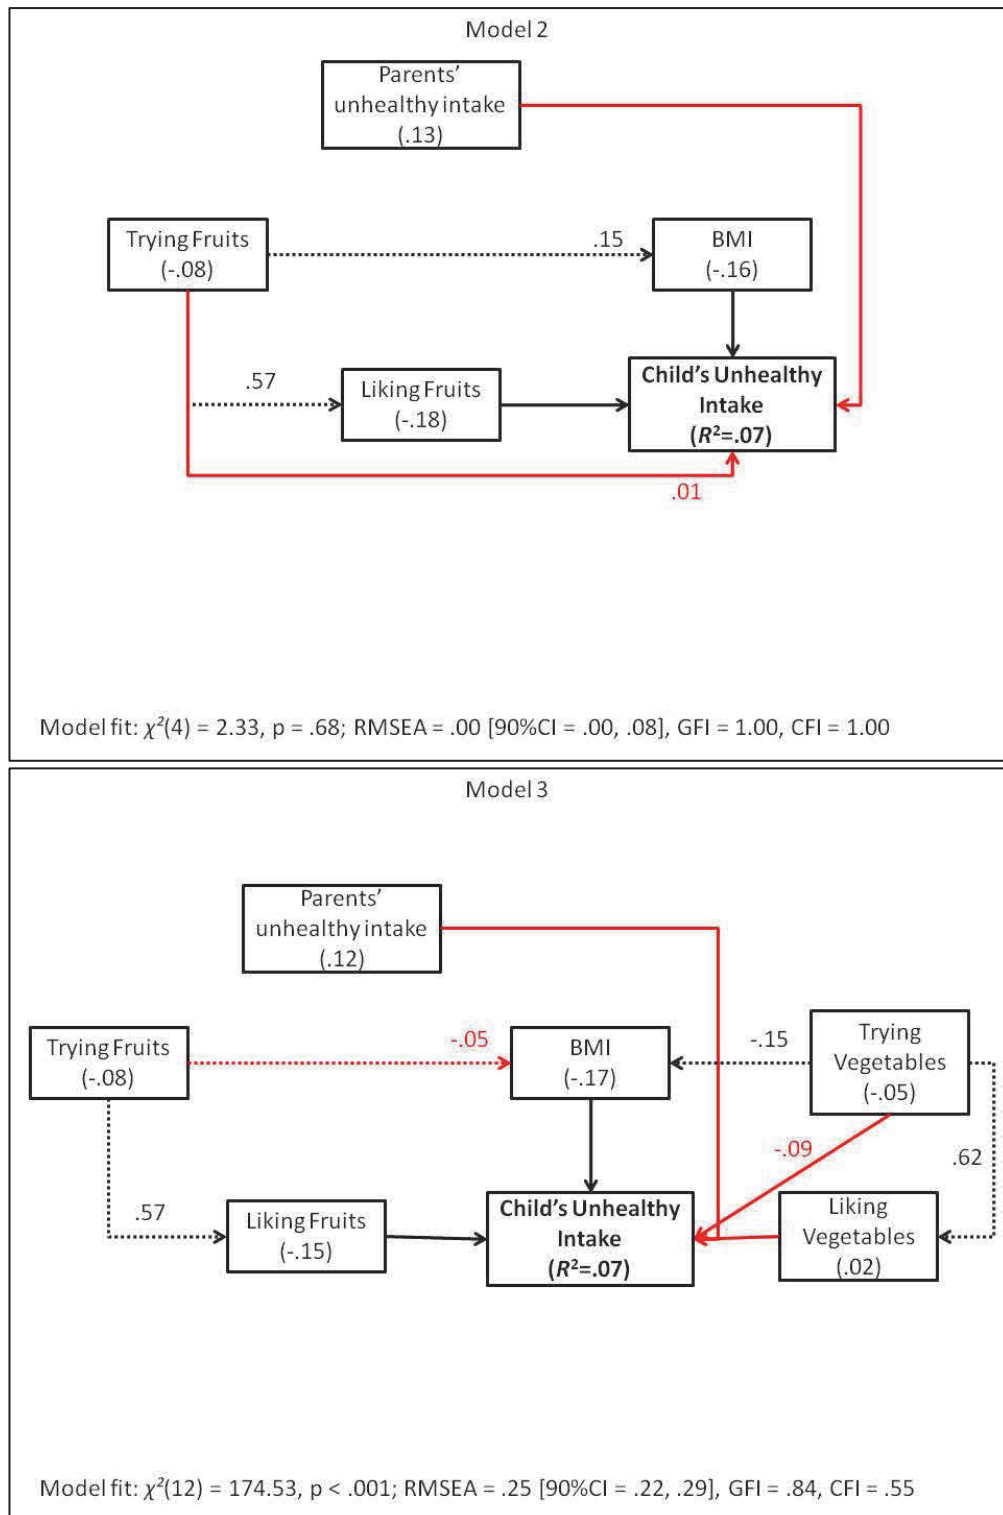 Model 2
Parents'
unhealthy intake
(.13)
Trying Fruits
(-.08)
.15
BMI
(-.16)
.57
Liking Fruits
(-.18)
Child's Unhealthy
Intake
(R²=.07)
.01
Model fit: χ²(4) = 2.33, p = .68; RMSEA = .00 [90%CI = .00, .08], GFI = 1.00, CFI = 1.00
Model 3
Parents'
unhealthy intake
(.12)
Trying Fruits
(-.08)
-.05
BMI
(-.17)
-.15
Trying
Vegetables
(-.05)
-.09
.62
.57
Liking Fruits
(-.15)
Child's Unhealthy
Intake
(R²=.07)
Liking
Vegetables
(.02)
Model fit: χ²(12) = 174.53, p < .001; RMSEA = .25 [90%CI = .22, .29], GFI = .84, CFI = .55